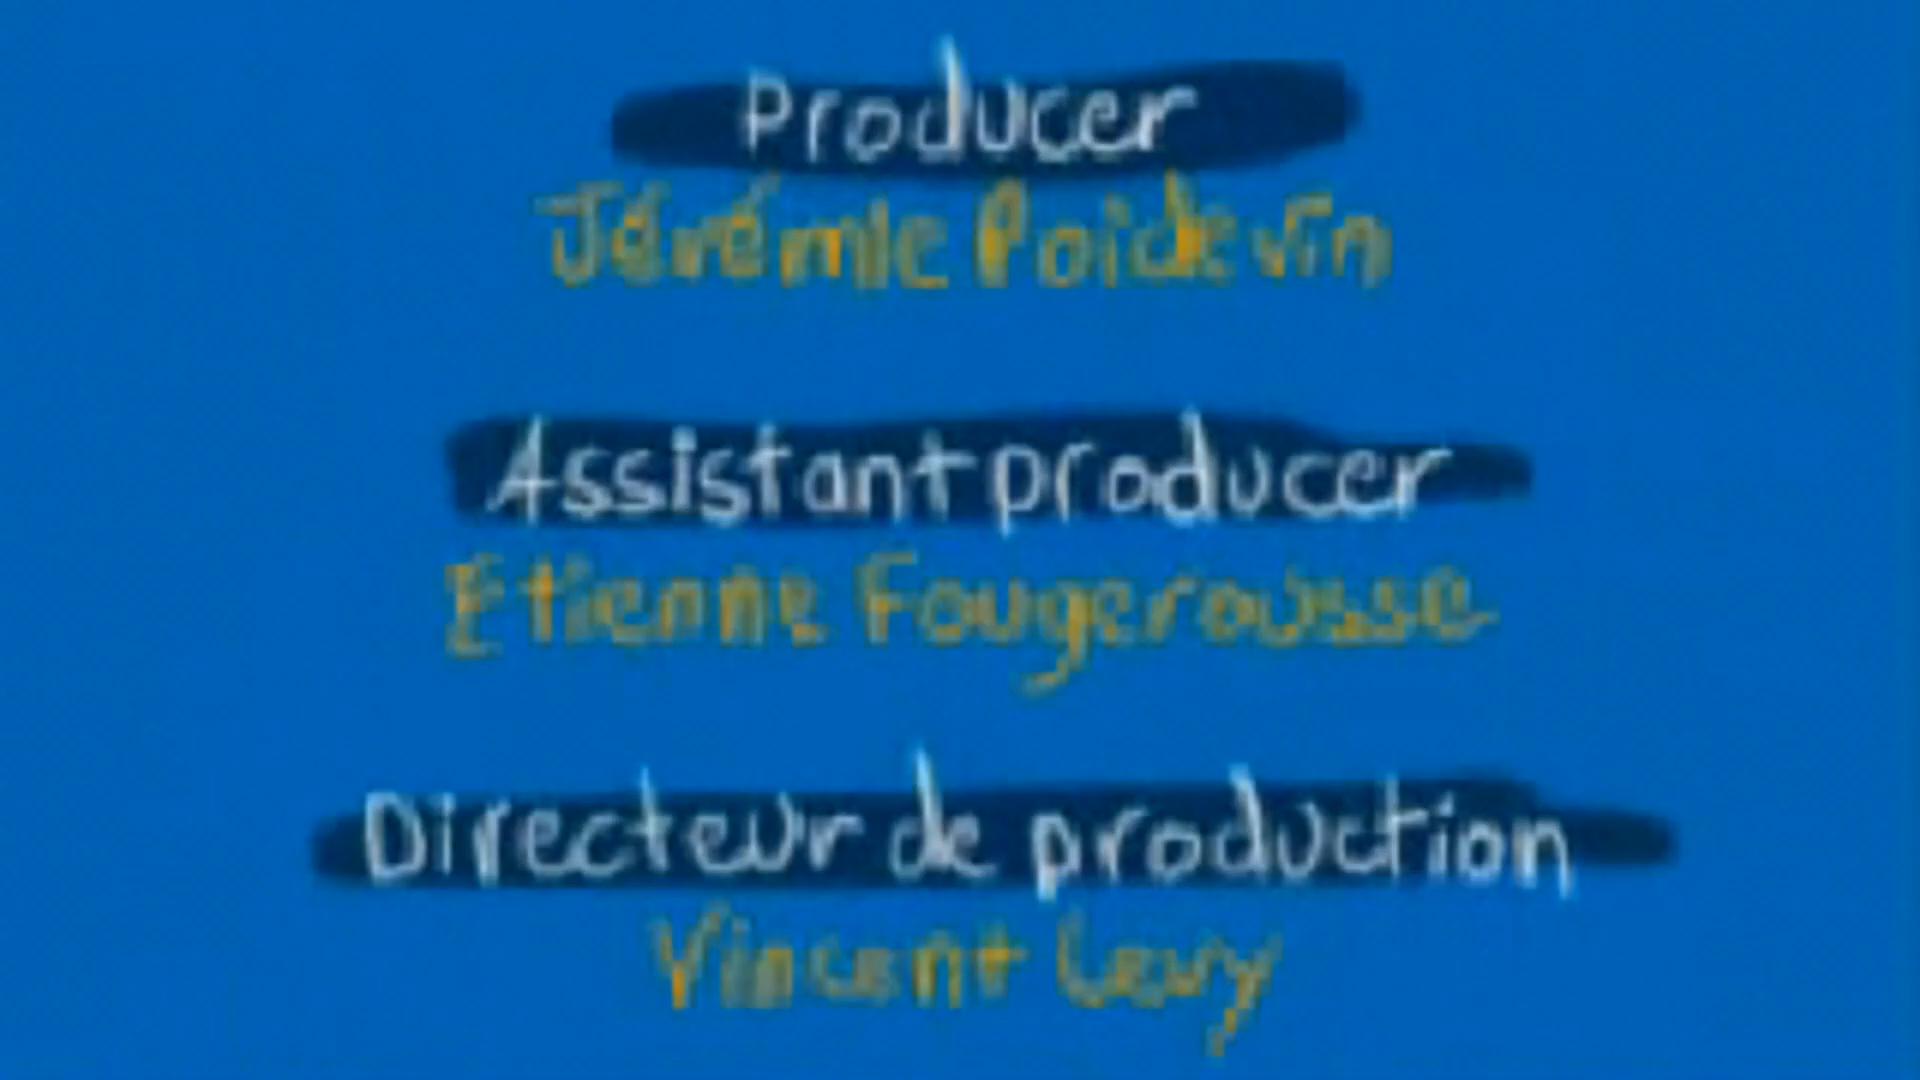 Producer
Jérémie Poidevin
Assistant producer
Etienne Fougerousse
Directeur de production
Vincent Levy